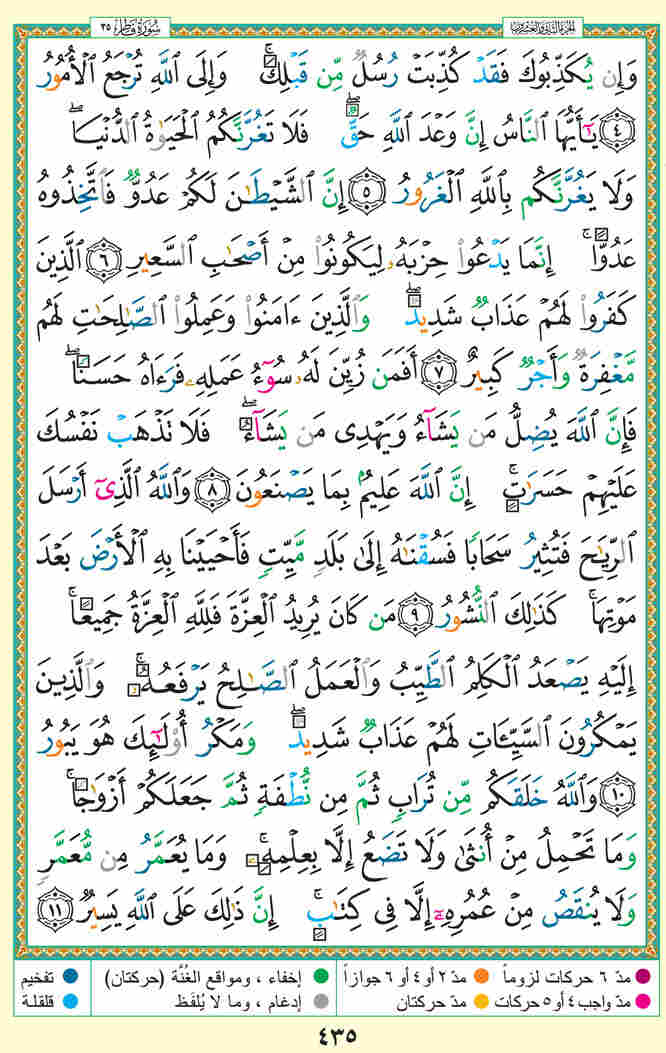 الجزء الثاني والعشرون
سُورَةُ فَاطِر ٣٥
وَإِن يُكَذِّبُوكَ فَقَدْ كُذِّبَتْ رُسُلٌ مِّن قَبْلِكَۚ وَإِلَى ٱللَّهِ تُرْجَعُ ٱلْأُمُورُ
﴿٤﴾ يَـٰٓأَيُّهَا ٱلنَّاسُ إِنَّ وَعْدَ ٱللَّهِ حَقٌّۖ فَلَا تَغُرَّنَّكُمُ ٱلْحَيَوٰةُ ٱلدُّنْيَاۖ
وَلَا يَغُرَّنَّكُم بِٱللَّهِ ٱلْغَرُورُ ﴿٥﴾ إِنَّ ٱلشَّيْطَـٰنَ لَكُمْ عَدُوٌّ فَٱتَّخِذُوهُ
عَدُوًّاۚ إِنَّمَا يَدْعُوا۟ حِزْبَهُۥ لِيَكُونُوا۟ مِنْ أَصْحَـٰبِ ٱلسَّعِيرِ ﴿٦﴾ ٱلَّذِينَ
كَفَرُوا۟ لَهُمْ عَذَابٌ شَدِيدٌۖ وَٱلَّذِينَ ءَامَنُوا۟ وَعَمِلُوا۟ ٱلصَّـٰلِحَـٰتِ لَهُم
مَّغْفِرَةٌ وَأَجْرٌ كَبِيرٌ ﴿٧﴾ أَفَمَن زُيِّنَ لَهُۥ سُوٓءُ عَمَلِهِۦ فَرَءَاهُ حَسَنًاۖ
فَإِنَّ ٱللَّهَ يُضِلُّ مَن يَشَآءُ وَيَهْدِى مَن يَشَآءُۖ فَلَا تَذْهَبْ نَفْسُكَ
عَلَيْهِمْ حَسَرَٰتٍۚ إِنَّ ٱللَّهَ عَلِيمٌۢ بِمَا يَصْنَعُونَ ﴿٨﴾ وَٱللَّهُ ٱلَّذِىٓ أَرْسَلَ
ٱلرِّيَـٰحَ فَتُثِيرُ سَحَابًا فَسُقْنَـٰهُ إِلَىٰ بَلَدٍ مَّيِّتٍ فَأَحْيَيْنَا بِهِ ٱلْأَرْضَ بَعْدَ
مَوْتِهَاۚ كَذَٰلِكَ ٱلنُّشُورُ ﴿٩﴾ مَن كَانَ يُرِيدُ ٱلْعِزَّةَ فَلِلَّهِ ٱلْعِزَّةُ جَمِيعًاۚ
إِلَيْهِ يَصْعَدُ ٱلْكَلِمُ ٱلطَّيِّبُ وَٱلْعَمَلُ ٱلصَّـٰلِحُ يَرْفَعُهُۥۚ وَٱلَّذِينَ
يَمْكُرُونَ ٱلسَّيِّـَٔاتِ لَهُمْ عَذَابٌ شَدِيدٌۖ وَمَكْرُ أُو۟لَـٰٓئِكَ هُوَ يَبُورُ
﴿١٠﴾ وَٱللَّهُ خَلَقَكُم مِّن تُرَابٍ ثُمَّ مِن نُّطْفَةٍ ثُمَّ جَعَلَكُمْ أَزْوَٰجًاۚ
وَمَا تَحْمِلُ مِنْ أُنثَىٰ وَلَا تَضَعُ إِلَّا بِعِلْمِهِۦۚ وَمَا يُعَمَّرُ مِن مُّعَمَّرٍ
وَلَا يُنقَصُ مِنْ عُمُرِهِۦٓ إِلَّا فِى كِتَـٰبٍۚ إِنَّ ذَٰلِكَ عَلَى ٱللَّهِ يَسِيرٌ ﴿١١﴾
مدّ ٦ حركات لزوماً
مدّ ٢ أو ٤ أو ٦ جوازاً
إخفاء ، ومواقع الغُنَّة (حركتان)
تفخيم
مدّ واجب ٤ أو ٥ حركات
مدّ حركتان
إدغام ، وما لا يُلفَظ
قلقلة
٤٣٥